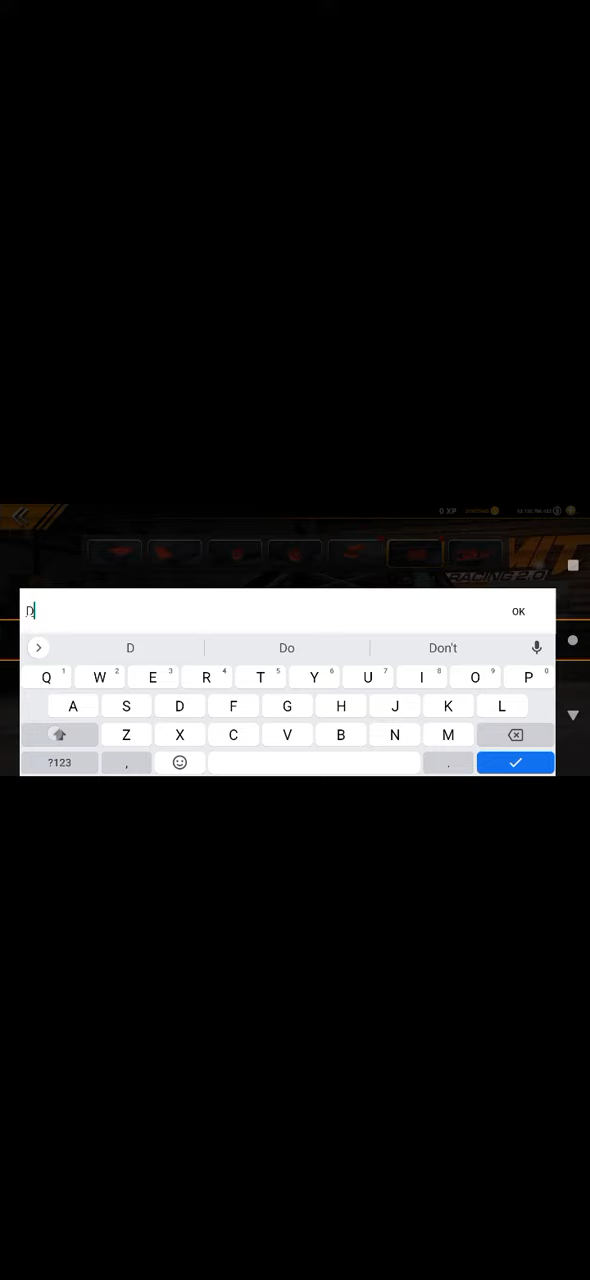 0 XP
RACING 2.0
D
OK
D Do Don't
Q 1 W 2 E 3 R 4 T 5 Y 6 U 7 I 8 O 9 P 0
A S D F G H J K L
Z X C V B N M
?123 , .